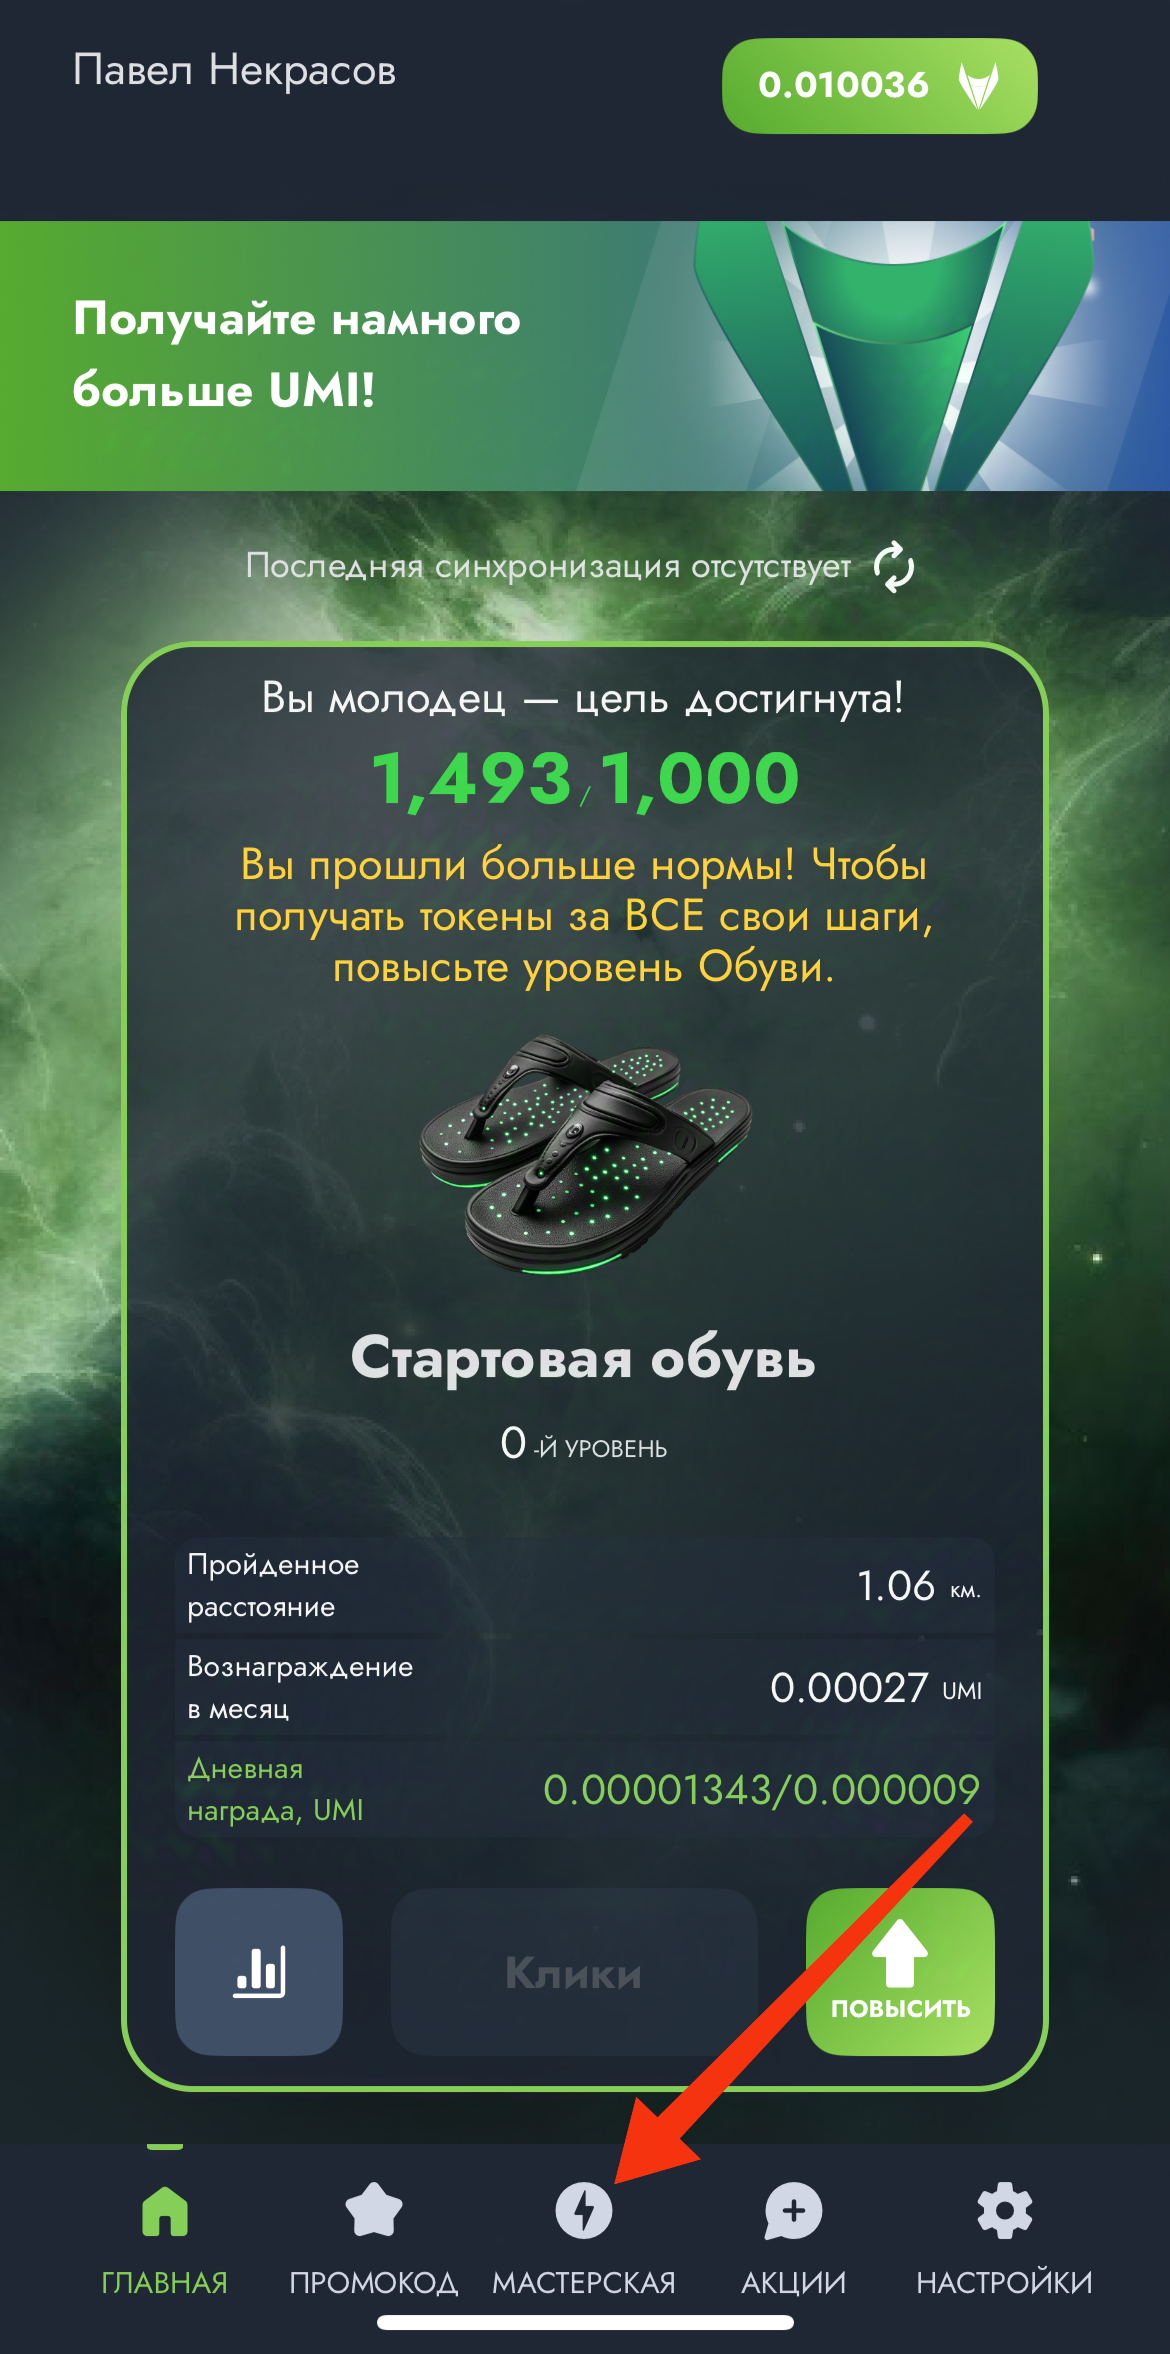 Павел Некрасов
0.010036
Получайте намного
больше UMI!
Последняя синхронизация отсутствует
Вы молодец — цель достигнута!
1,493/1,000
Вы прошли больше нормы! Чтобы
получать токены за ВСЕ свои шаги,
повысьте уровень Обуви.
Стартовая обувь
0 -Й УРОВЕНЬ
Пройденное
расстояние
1.06 км.
Вознаграждение
в месяц
0.00027 UMI
Дневная
награда, UMI
0.00001343/0.000009
Клики
ПОВЫСИТЬ
ГЛАВНАЯ
ПРОМОКОД
МАСТЕРСКАЯ
АКЦИИ
НАСТРОЙКИ